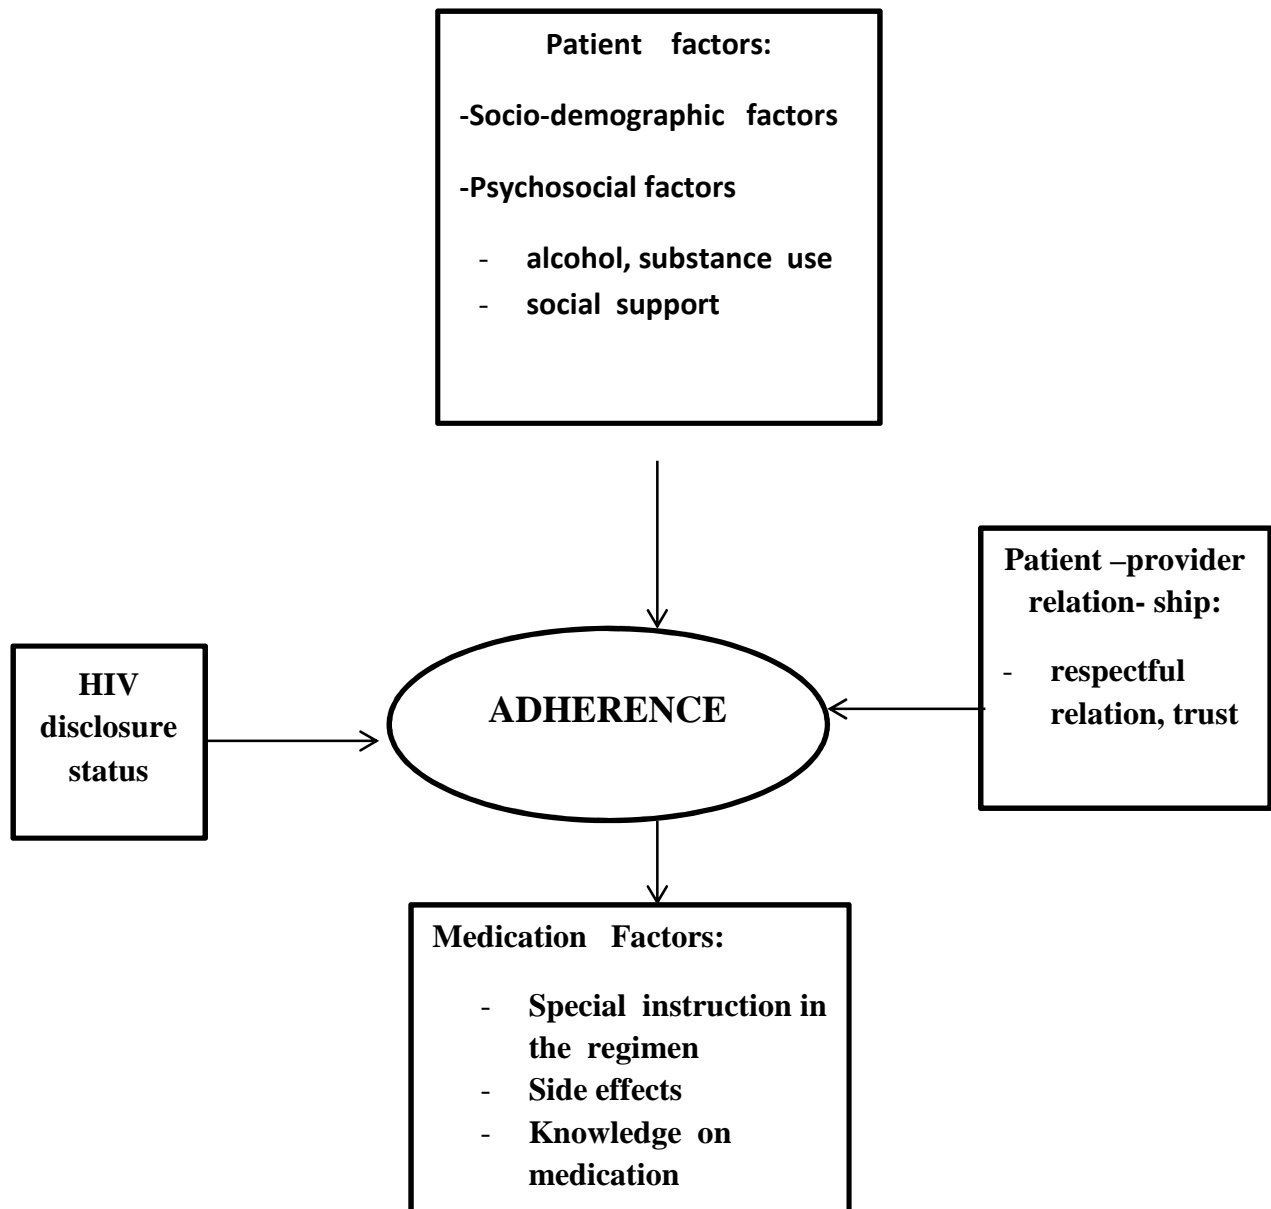 Patient factors:
-Socio-demographic factors
-Psychosocial factors
- alcohol, substance use
- social support
Patient –provider
relation- ship:
- respectful
relation, trust
HIV
disclosure
status
ADHERENCE
Medication Factors:
- Special instruction in
the regimen
- Side effects
- Knowledge on
medication